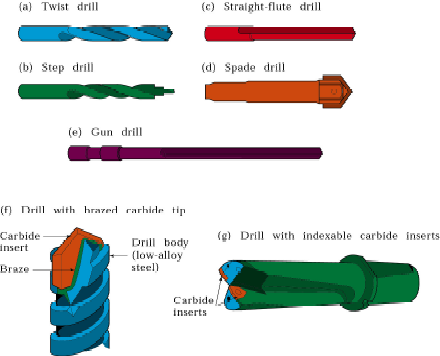 (a) Twist drill
(c) Straight-flute drill
(b) Step drill
(d) Spade drill
(e) Gun drill
(f) Drill with brazed carbide tip
Carbide
insert
Braze
Drill body
(low-alloy
steel)
(g) Drill with indexable carbide inserts
Carbide
inserts